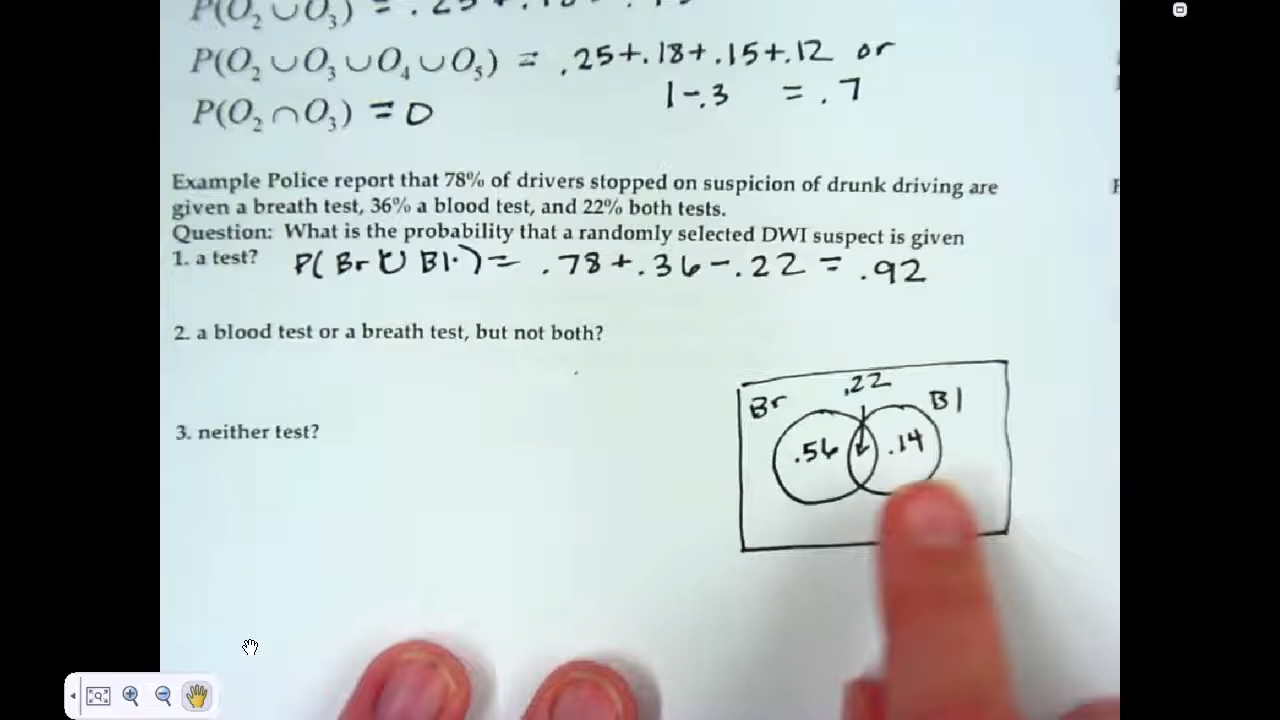 P(O₂∪O₃) = .25+.18
P(O₂∪O₃∪O₄∪O₅) = .25+.18+.15+.12 or
1-.3 = .7
P(O₂∩O₃) = 0
Example Police report that 78% of drivers stopped on suspicion of drunk driving are
given a breath test, 36% a blood test, and 22% both tests.
Question: What is the probability that a randomly selected DWI suspect is given
1. a test? P(Br ∪ Bl.) = .78+.36-.22 = .92
2. a blood test or a breath test, but not both?
.22
Br Bl
3. neither test?
.56 .14